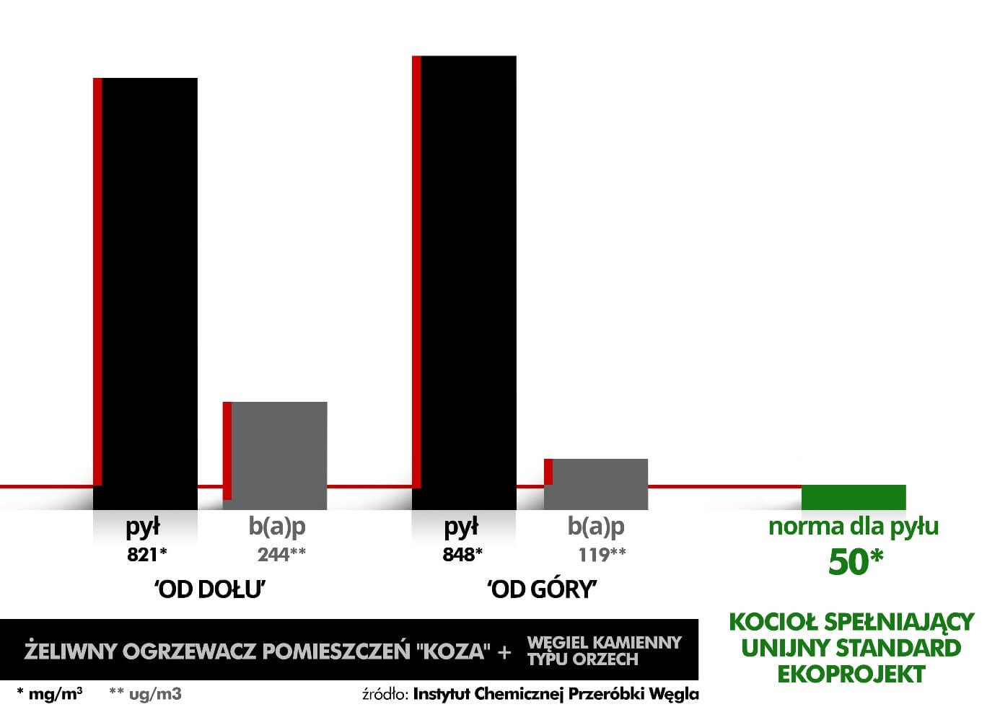 pył
b(a)p
pył
b(a)p
norma dla pyłu
821*
244**
848*
119**
50*
‘OD DOŁU’
‘OD GÓRY’
KOCIOŁ SPEŁNIAJĄCY
UNIJNY STANDARD
EKOPROJEKT
ŻELIWNY OGRZEWACZ POMIESZCZEŃ "KOZA" +
WĘGIEL KAMIENNY
TYPU ORZECH
* mg/m³
** ug/m3
źródło: Instytut Chemicznej Przeróbki Węgla